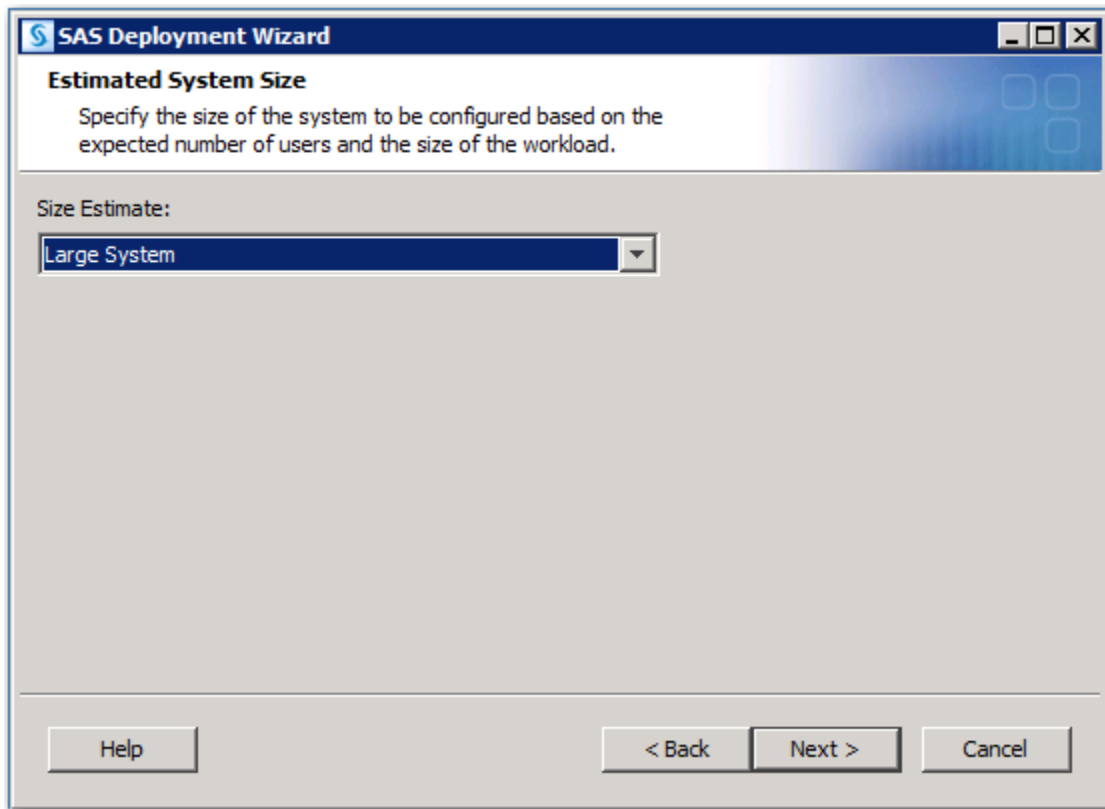 SAS Deployment Wizard
Estimated System Size
Specify the size of the system to be configured based on the
expected number of users and the size of the workload.
Size Estimate:
Large System
Help
< Back
Next >
Cancel